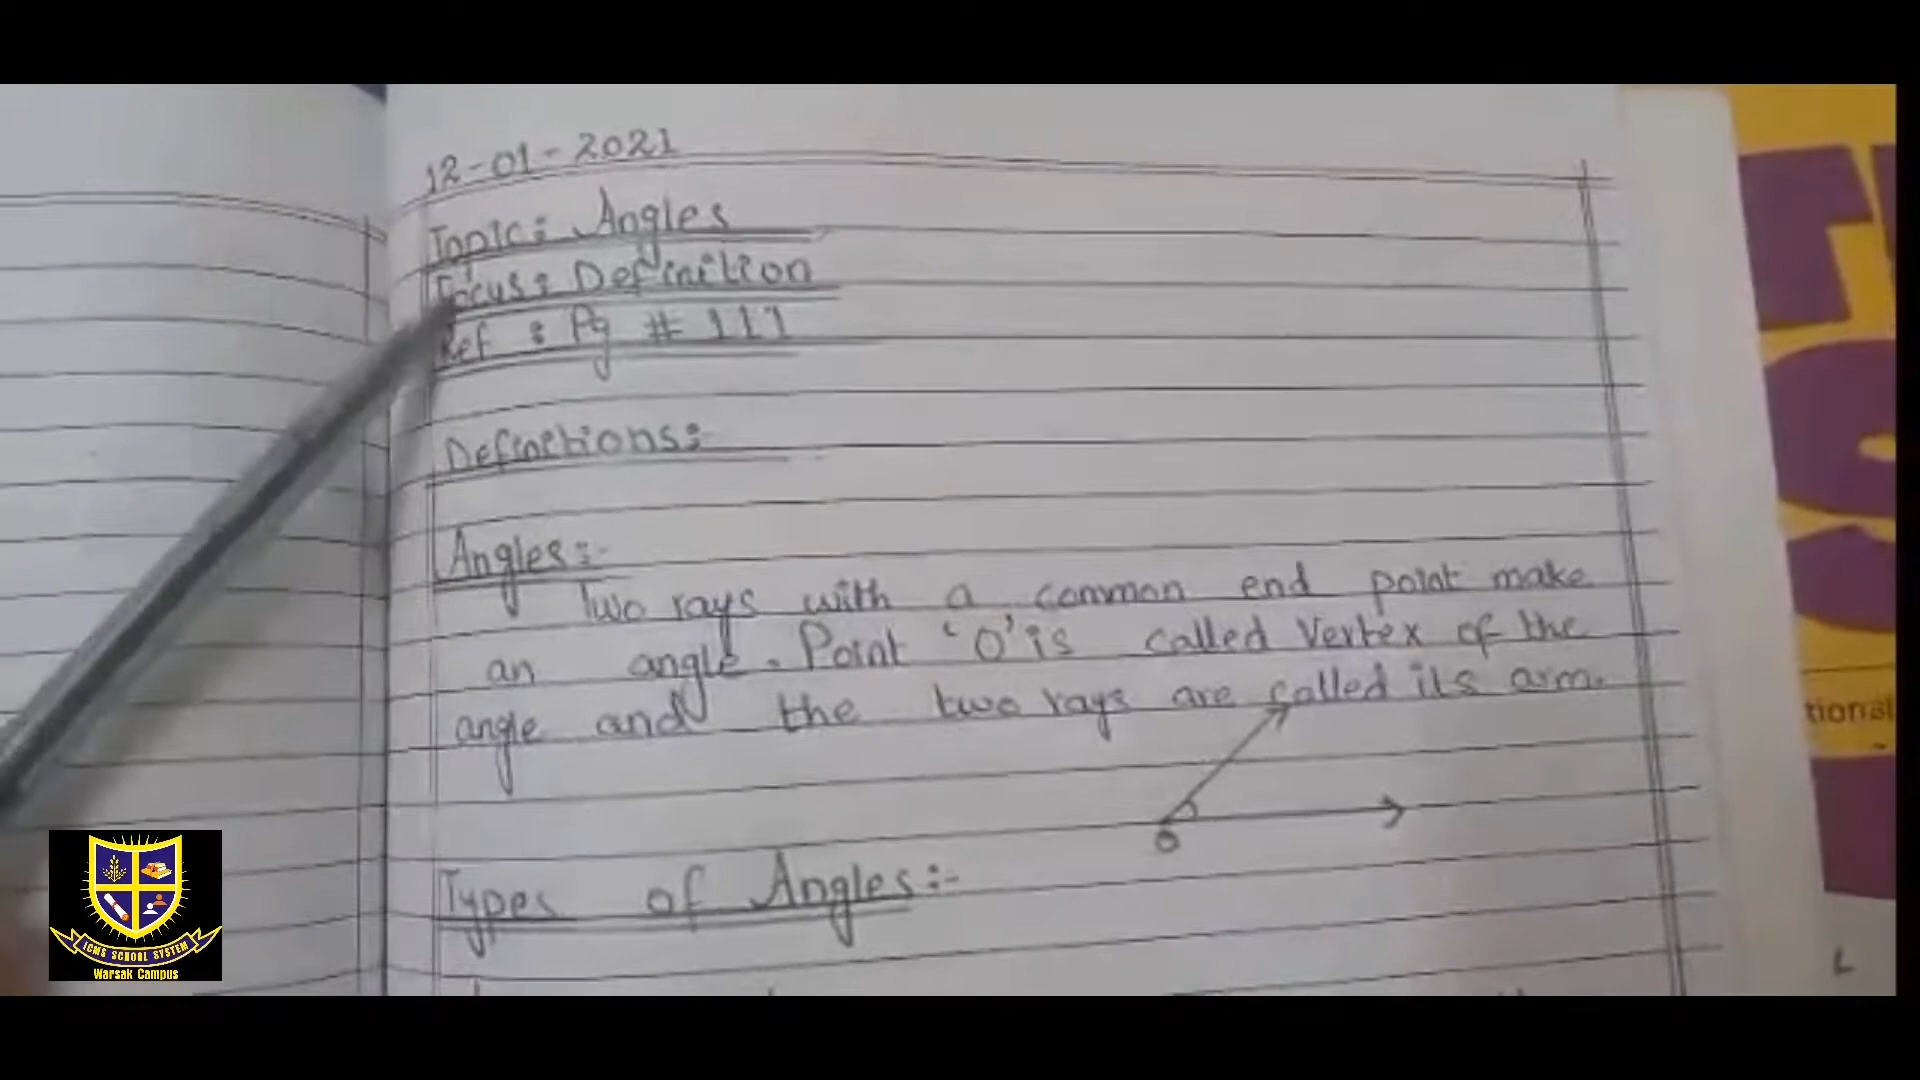 12-01-2021
Topic: Angles
Focus: Definition
Ref : Pg # 111
Definitions:-
Angles:-
Two rays with a common end point make
an angle. Point 'O' is called Vertex of the
angle and the two rays are called its arm.
O
Types of Angles:-
ICMS SCHOOL SYSTEM
Warsak Campus
tional